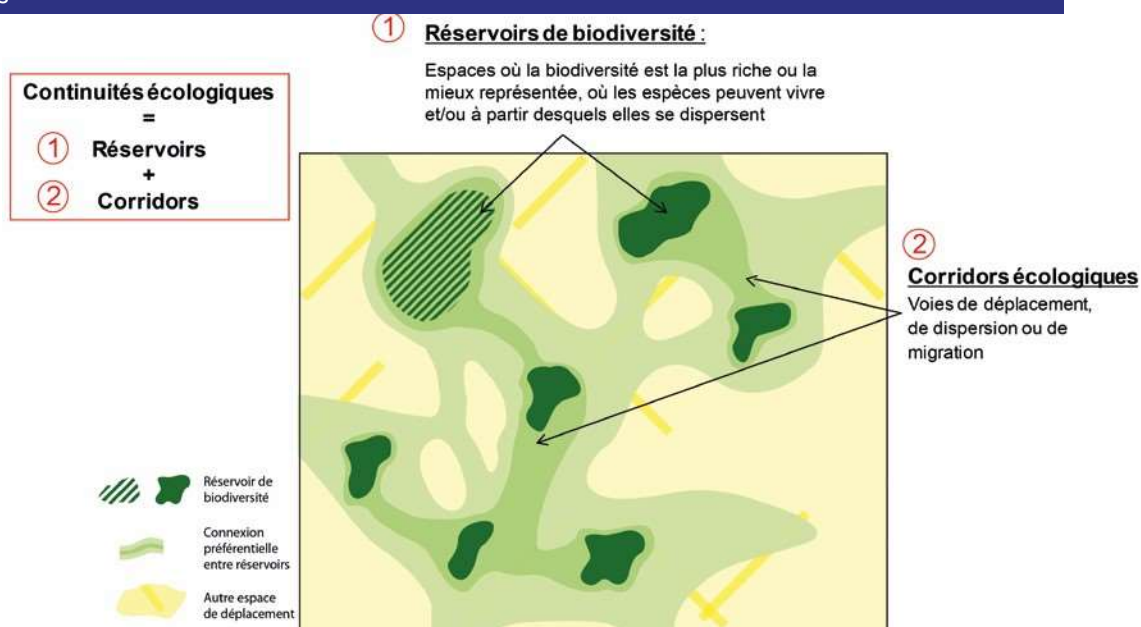 ① Réservoirs de biodiversité :
Espaces où la biodiversité est la plus riche ou la
mieux représentée, où les espèces peuvent vivre
et/ou à partir desquels elles se dispersent
Continuités écologiques
=
① Réservoirs
+
② Corridors
②
Corridors écologiques
Voies de déplacement,
de dispersion ou de
migration
Réservoir de
biodiversité
Connexion
préférentielle
entre réservoirs
Autre espace
de déplacement